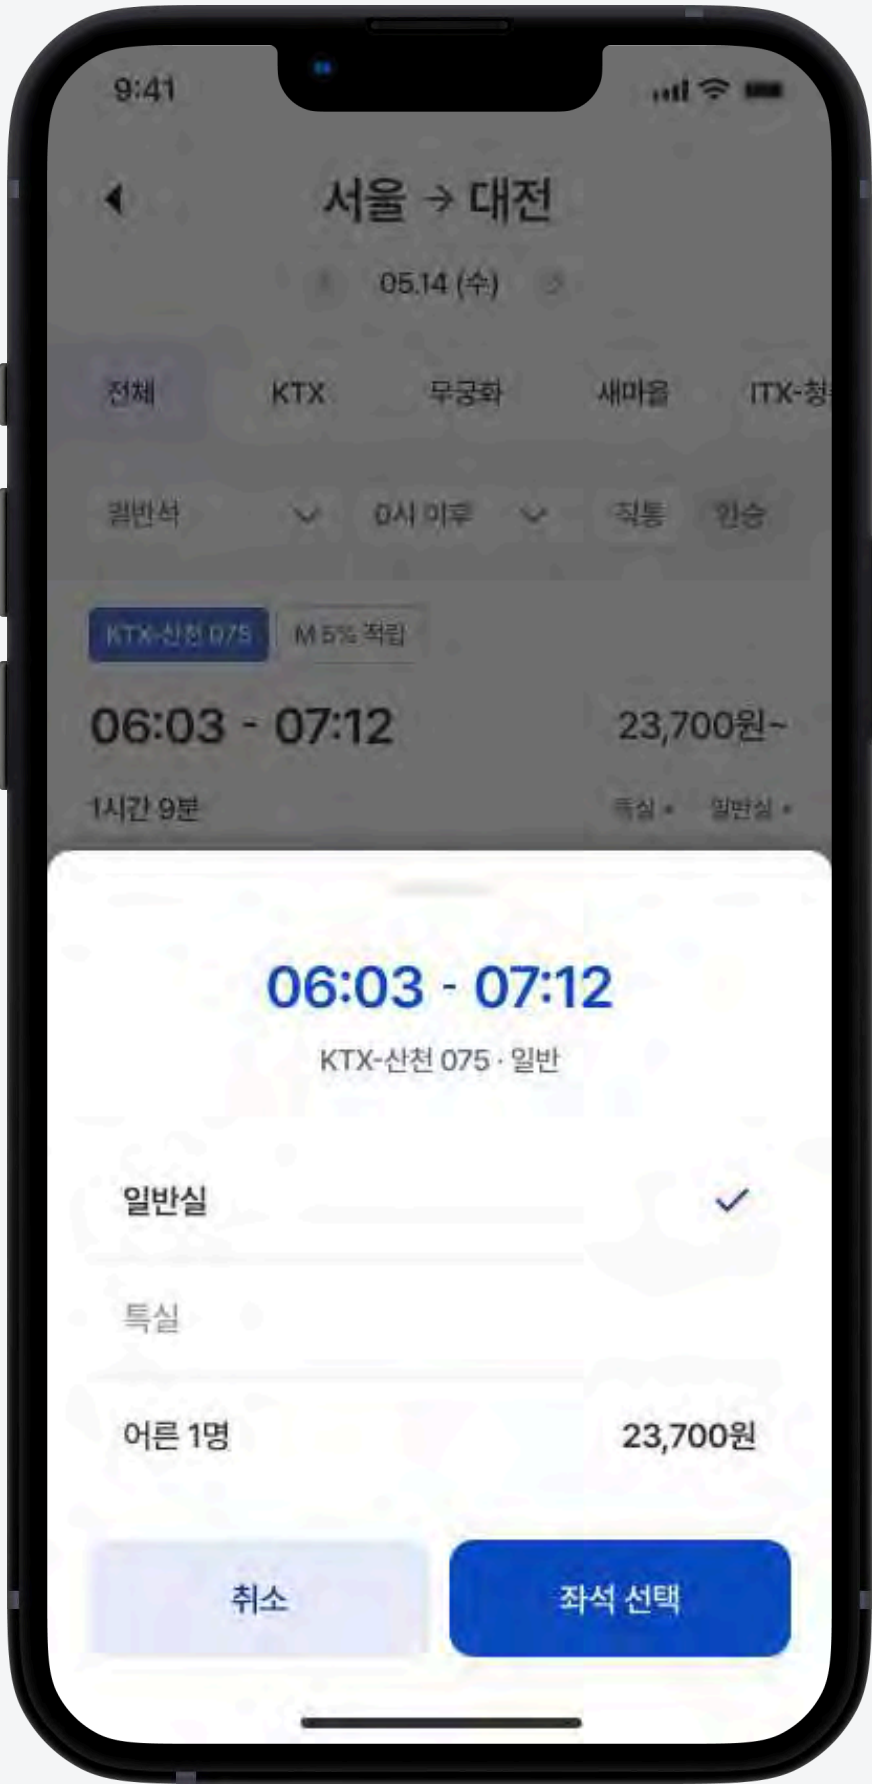 9:41
서울 → 대전
05.14 (수)
전체 KTX 무궁화 새마을 ITX-청
일반석 0시 이후 직통 환승
KTX-산천 075 M 5% 적립
06:03 - 07:12 23,700원~
1시간 9분 특실 • 일반실 •
06:03 - 07:12
KTX-산천 075 · 일반
일반실
특실
어른 1명 23,700원
취소 좌석 선택